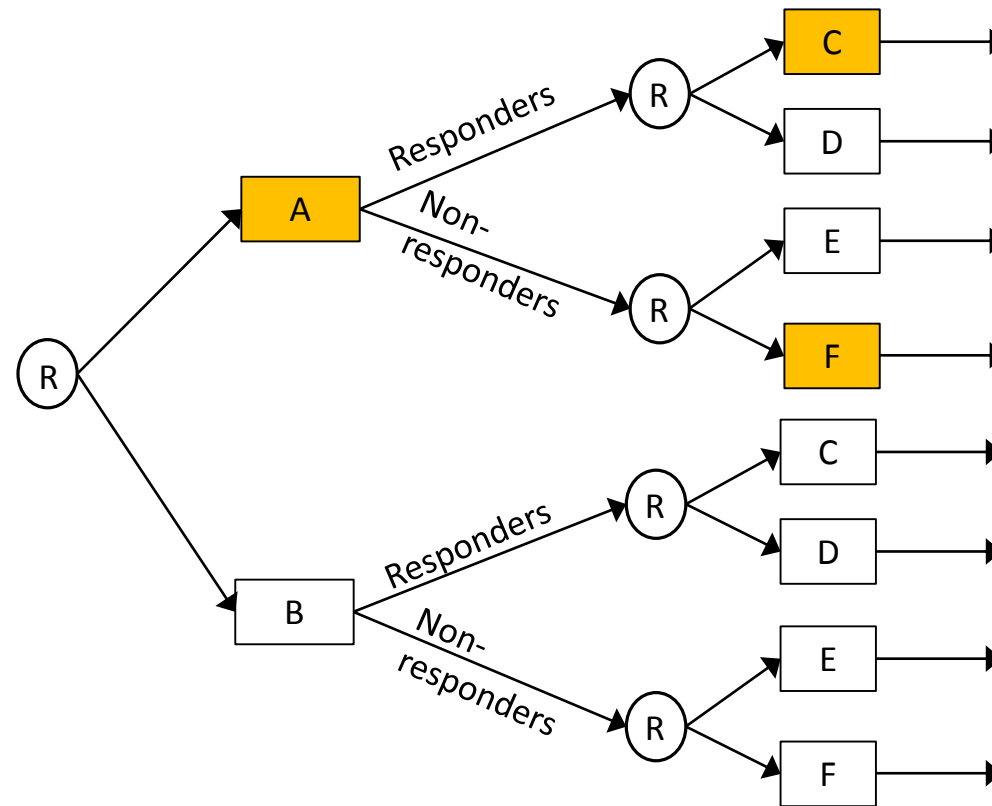 C
R
Responders
D
A
Non-
responders
E
R
F
R
C
R
Responders
D
B
Non-
responders
E
R
F